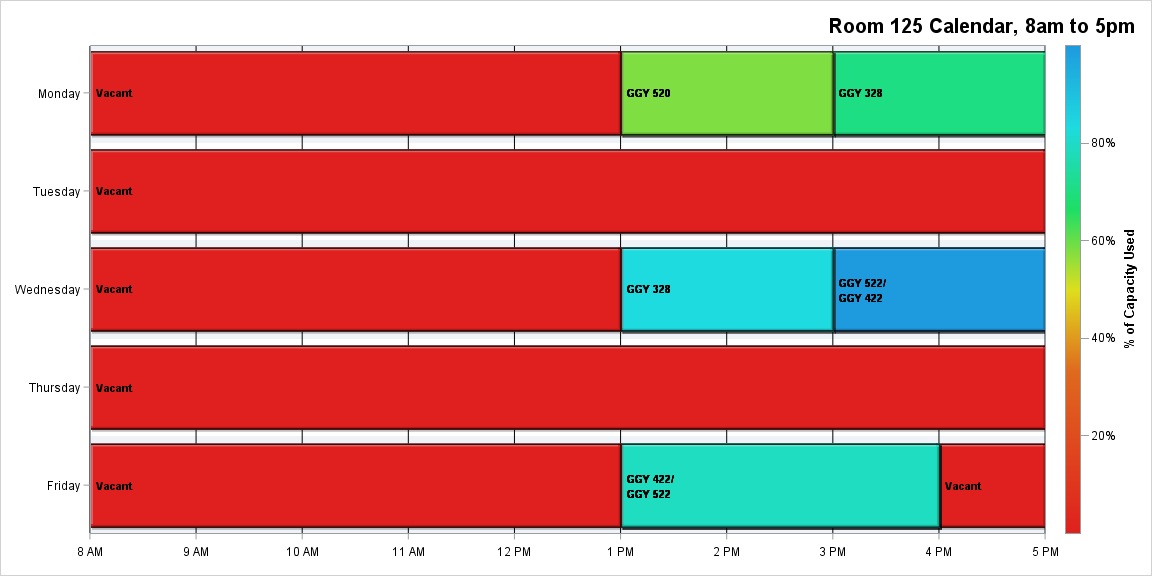 Room 125 Calendar, 8am to 5pm
Monday
Vacant
GGY 520
GGY 328
Tuesday
Vacant
Wednesday
Vacant
GGY 328
GGY 522/
GGY 422
Thursday
Vacant
Friday
Vacant
GGY 422/
GGY 522
Vacant
8 AM
9 AM
10 AM
11 AM
12 PM
1 PM
2 PM
3 PM
4 PM
5 PM
80%
60%
40%
20%
% of Capacity Used